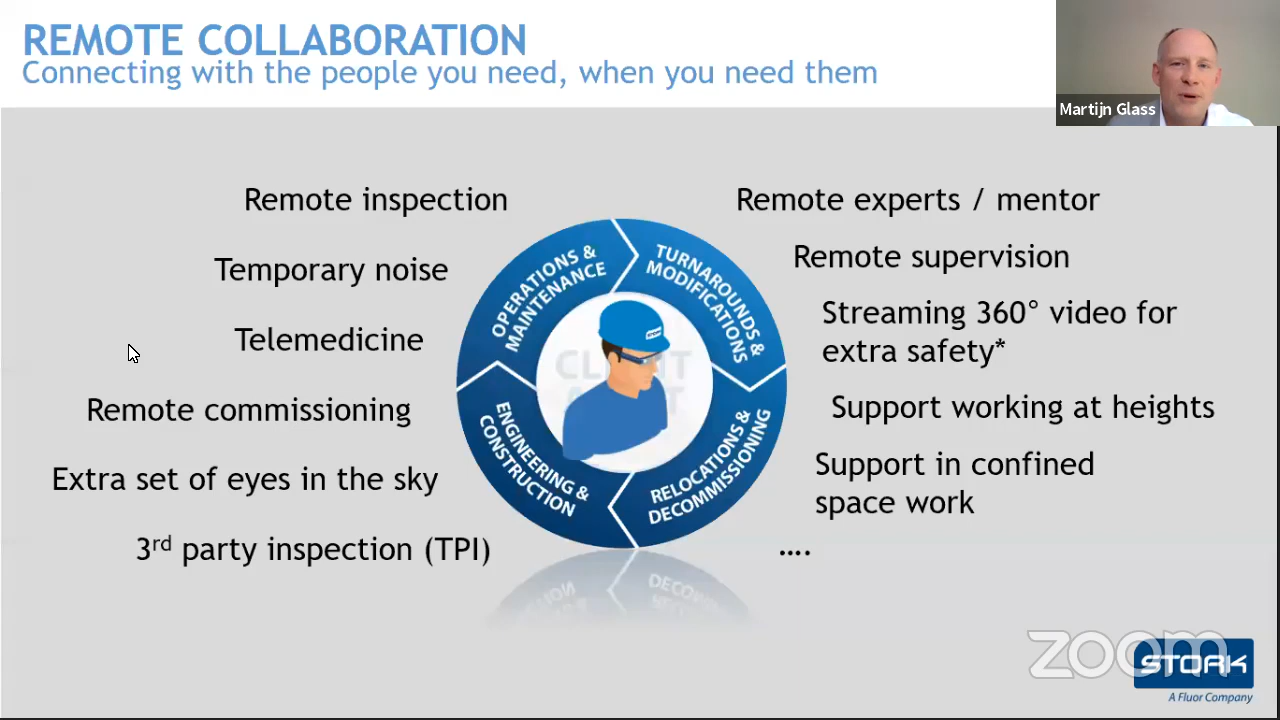 REMOTE COLLABORATION
Connecting with the people you need, when you need them
Martijn Glass
Remote inspection
Temporary noise
Telemedicine
Remote commissioning
Extra set of eyes in the sky
3rd party inspection (TPI)
OPERATIONS &
MAINTENANCE
TURNAROUNDS &
MODIFICATIONS
ENGINEERING &
CONSTRUCTION
RELOCATIONS &
DECOMMISSIONING
Remote experts / mentor
Remote supervision
Streaming 360° video for
extra safety*
Support working at heights
Support in confined
space work
....
zoom
STORK
A Fluor Company